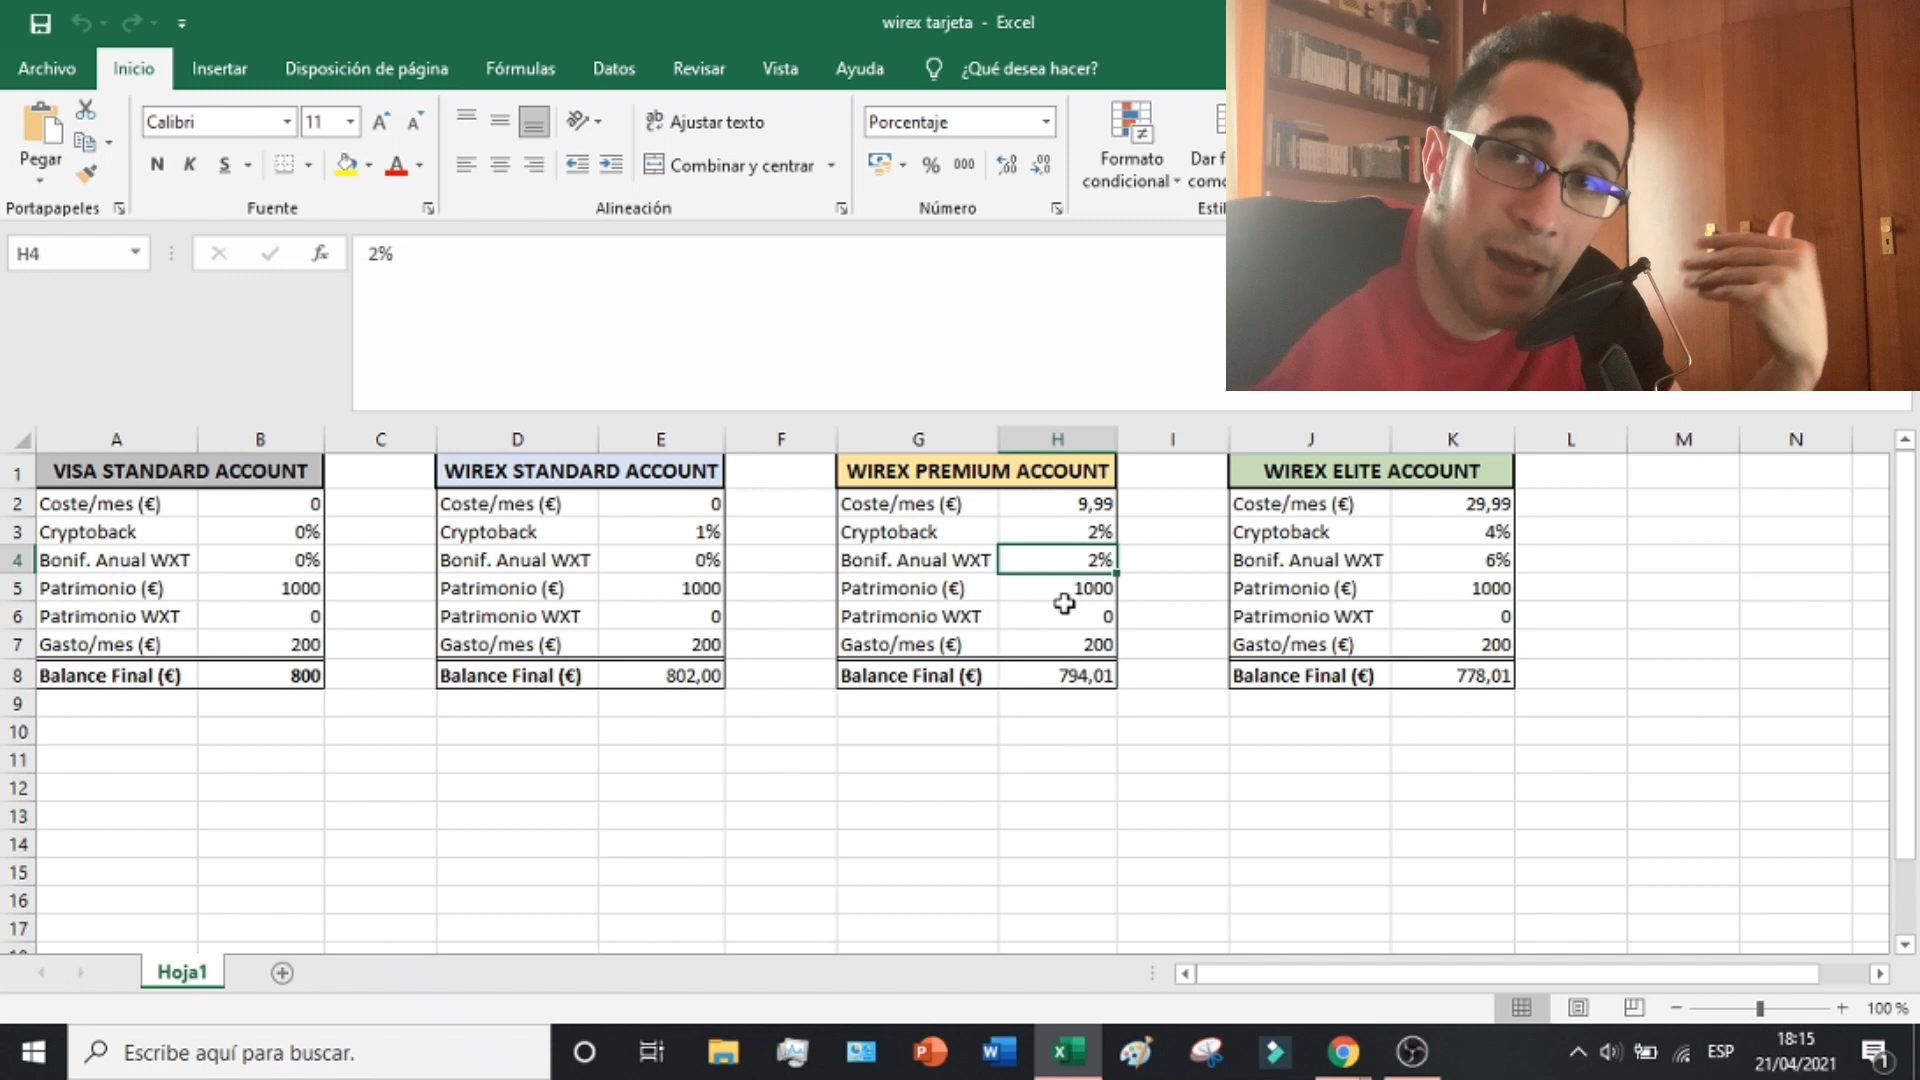 wirex tarjeta - Excel
Archivo Inicio Insertar Disposición de página Fórmulas Datos Revisar Vista Ayuda ¿Qué desea hacer?
Pegar
Calibri 11
N K S
Ajustar texto
Combinar y centrar
Porcentaje
% 000
Formato condicional
Portapapeles Fuente Alineación Número
H4 fx 2%
A B C D E F G H I J K L M N
1 VISA STANDARD ACCOUNT WIREX STANDARD ACCOUNT WIREX PREMIUM ACCOUNT WIREX ELITE ACCOUNT
2 Coste/mes (€) 0 Coste/mes (€) 0 Coste/mes (€) 9,99 Coste/mes (€) 29,99
3 Cryptoback 0% Cryptoback 1% Cryptoback 2% Cryptoback 4%
4 Bonif. Anual WXT 0% Bonif. Anual WXT 0% Bonif. Anual WXT 2% Bonif. Anual WXT 6%
5 Patrimonio (€) 1000 Patrimonio (€) 1000 Patrimonio (€) 1000 Patrimonio (€) 1000
6 Patrimonio WXT 0 Patrimonio WXT 0 Patrimonio WXT 0 Patrimonio WXT 0
7 Gasto/mes (€) 200 Gasto/mes (€) 200 Gasto/mes (€) 200 Gasto/mes (€) 200
8 Balance Final (€) 800 Balance Final (€) 802,00 Balance Final (€) 794,01 Balance Final (€) 778,01
9
10
11
12
13
14
15
16
17
Hoja1
100 %
Escribe aquí para buscar.
ESP
18:15
21/04/2021
1